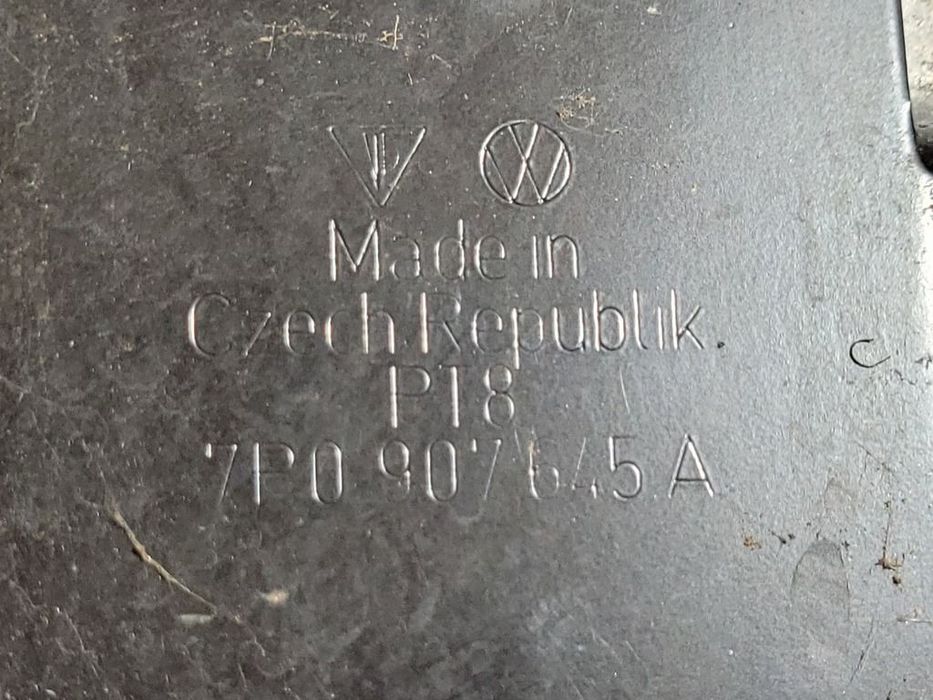 Made in
Czech Republik
PT8
7P0 907 645 A